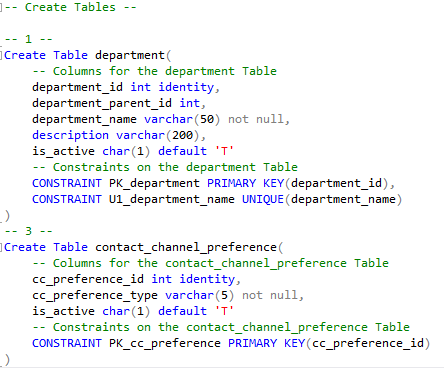 -- Create Tables --
-- 1 --
Create Table department(
-- Columns for the department Table
department_id int identity,
department_parent_id int,
department_name varchar(50) not null,
description varchar(200),
is_active char(1) default 'T'
-- Constraints on the department Table
CONSTRAINT PK_department PRIMARY KEY(department_id),
CONSTRAINT U1_department_name UNIQUE(department_name)
)
-- 3 --
Create Table contact_channel_preference(
-- Columns for the contact_channel_preference Table
cc_preference_id int identity,
cc_preference_type varchar(5) not null,
is_active char(1) default 'T'
-- Constraints on the contact_channel_preference Table
CONSTRAINT PK_cc_preference PRIMARY KEY(cc_preference_id)
)